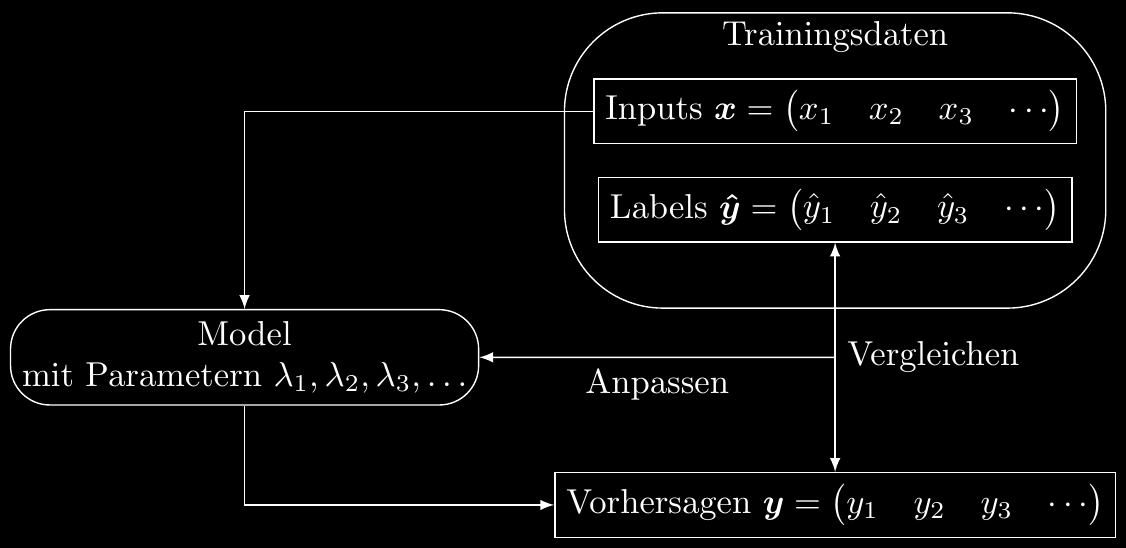 Trainingsdaten
Inputs 𝒙 = (x₁ x₂ x₃ ⋯)
Labels 𝒚̂ = (ŷ₁ ŷ₂ ŷ₃ ⋯)
Model
mit Parametern λ₁, λ₂, λ₃, …
Vergleichen
Anpassen
Vorhersagen 𝒚 = (y₁ y₂ y₃ ⋯)